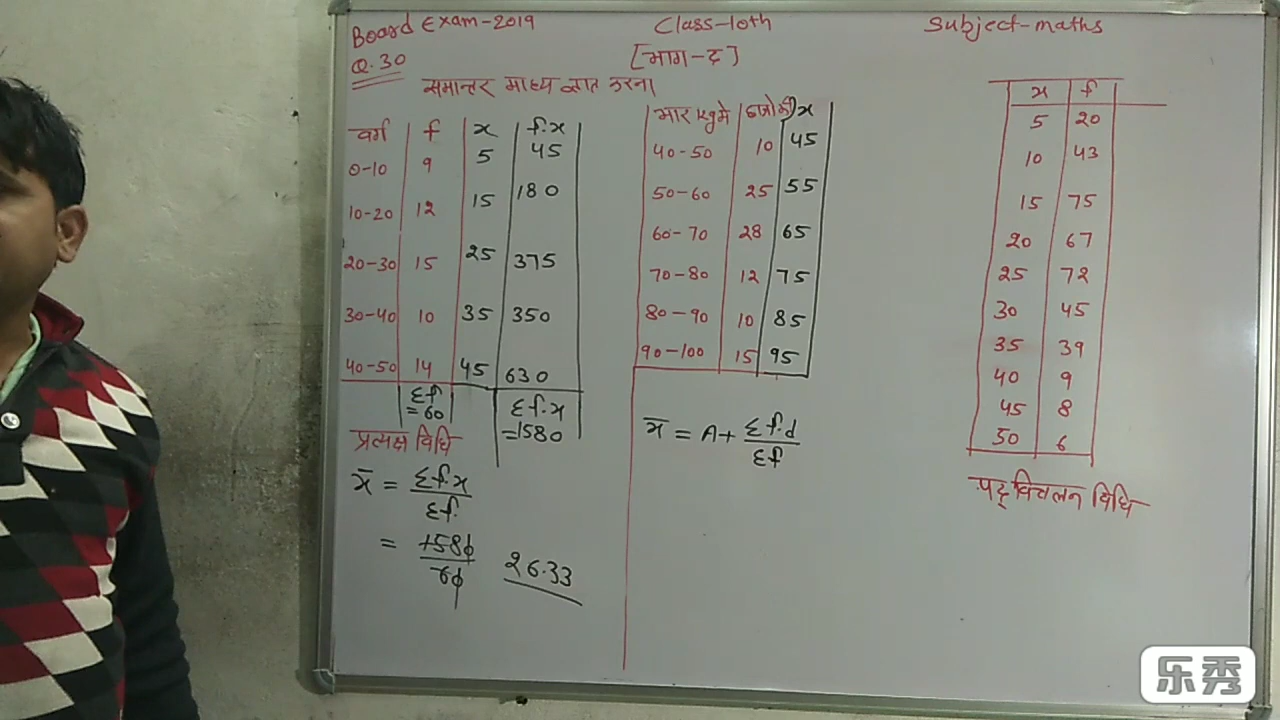 Board Exam-2019 Class-10th Subject-maths
Q.30 [भाग-द]
समान्तर माध्य ज्ञात करना
वर्ग f x f.x
0-10 9 5 45
10-20 12 15 180
20-30 15 25 375
30-40 10 35 350
40-50 14 45 630
Σf =60 Σf.x =1580
प्रत्यक्ष विधि
x̄ = Σf.x / Σf.
= 1580 / 60 26.33
भार kgमे x
40-50 10 45
50-60 25 55
60-70 28 65
70-80 12 75
80-90 10 85
90-100 15 95
x̄ = A+ Σf.d / Σf
x f
5 20
10 43
15 75
20 67
25 72
30 45
35 39
40 9
45 8
50 6
पद् विचलन विधि
乐秀